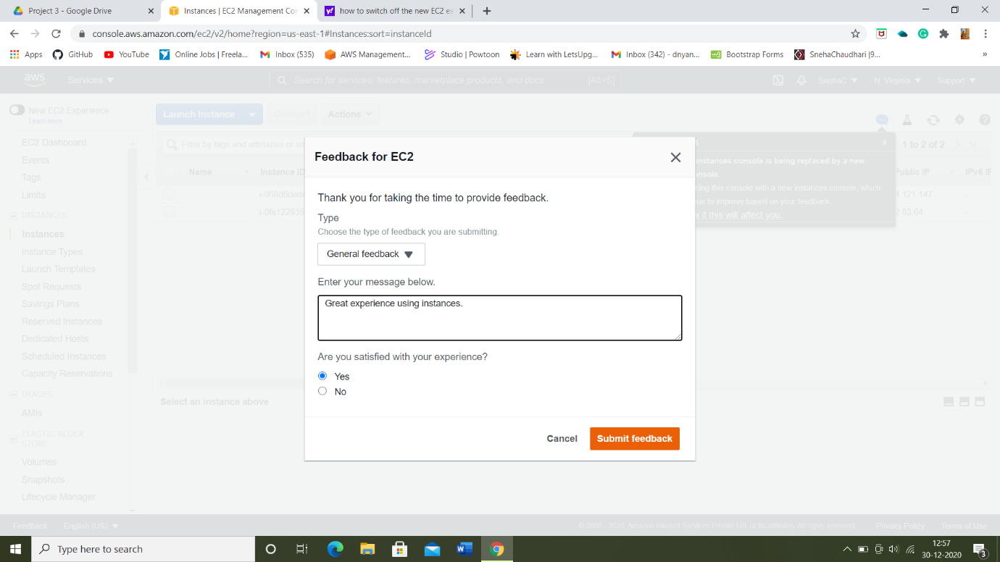 Project 3 - Google Drive
Instances | EC2 Management Con
how to switch off the new EC2 ex
console.aws.amazon.com/ec2/v2/home?region=us-east-1#Instances:sort=instanceId
Apps GitHub YouTube Online Jobs | Freela... Inbox (535) AWS Management... Studio | Powtoon Learn with LetsUpg... Inbox (342) - dnyan... Bootstrap Forms SnehaChaudhari |9... »
aws Services Search for services, features, marketplace products, and docs [Alt+S] SnehaC N. Virginia Support
New EC2 Experience
Learn more
Launch Instance Connect Actions
EC2 Dashboard
Events
Tags
Limits
INSTANCES
Instances
Instance Types
Launch Templates
Spot Requests
Savings Plans
Reserved Instances
Dedicated Hosts
Scheduled Instances
Capacity Reservations
IMAGES
AMIs
ELASTIC BLOCK
STORE
Volumes
Snapshots
Lifecycle Manager
Filter by tags and attributes or se
1 to 2 of 2
Name Instance ID Public IP IPv6 IP
instances console is being replaced by a new
console.
cing this console with a new instances console, which
ue to improve based on your feedback.
if this will affect you.
.121.147 -
2.83.64 -
i-0fa122935
Select an instance above
Feedback for EC2
Thank you for taking the time to provide feedback.
Type
Choose the type of feedback you are submitting.
General feedback
Enter your message below.
Great experience using instances.
Are you satisfied with your experience?
Yes
No
Cancel Submit feedback
Feedback English (US) © 2008 - 2020, Amazon Internet Services Private Ltd. or its affiliates. All rights reserved. Privacy Policy Terms of Use
Type here to search
12:57
30-12-2020
3